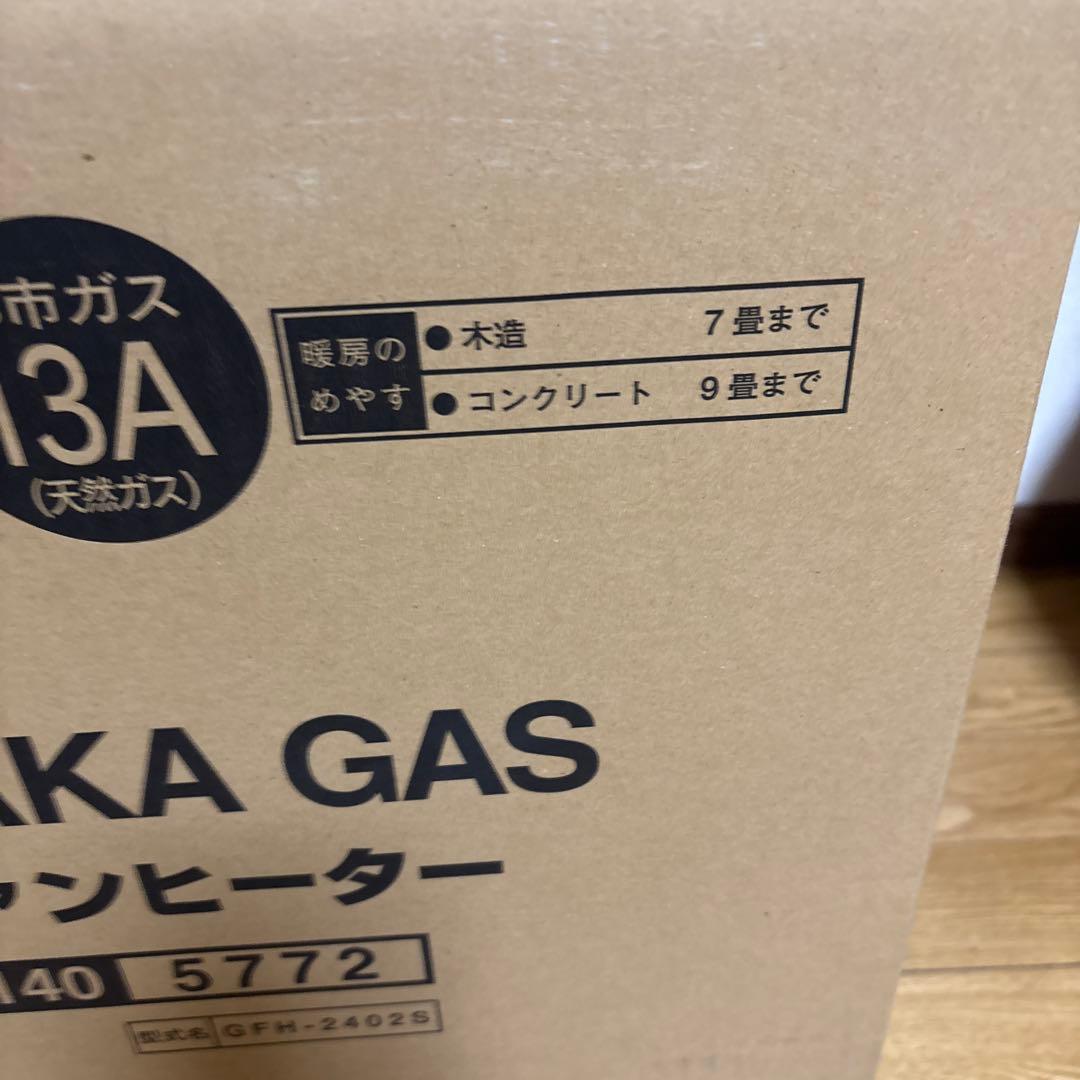 市ガス
13A
(天然ガス)
暖房の
めやす
● 木造 7畳まで
● コンクリート 9畳まで
AKA GAS
ァンヒーター
140 5772
型式名 GFH-2402S